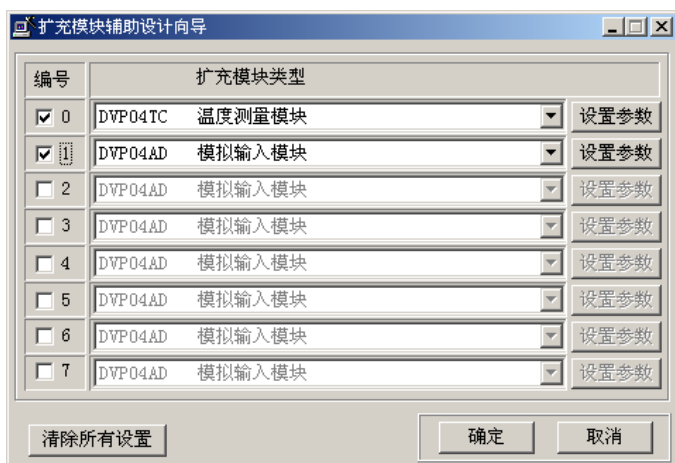 扩充模块辅助设计向导
编号 扩充模块类型
0 DVP04TC 温度测量模块 设置参数
1 DVP04AD 模拟输入模块 设置参数
2 DVP04AD 模拟输入模块 设置参数
3 DVP04AD 模拟输入模块 设置参数
4 DVP04AD 模拟输入模块 设置参数
5 DVP04AD 模拟输入模块 设置参数
6 DVP04AD 模拟输入模块 设置参数
7 DVP04AD 模拟输入模块 设置参数
清除所有设置 确定 取消